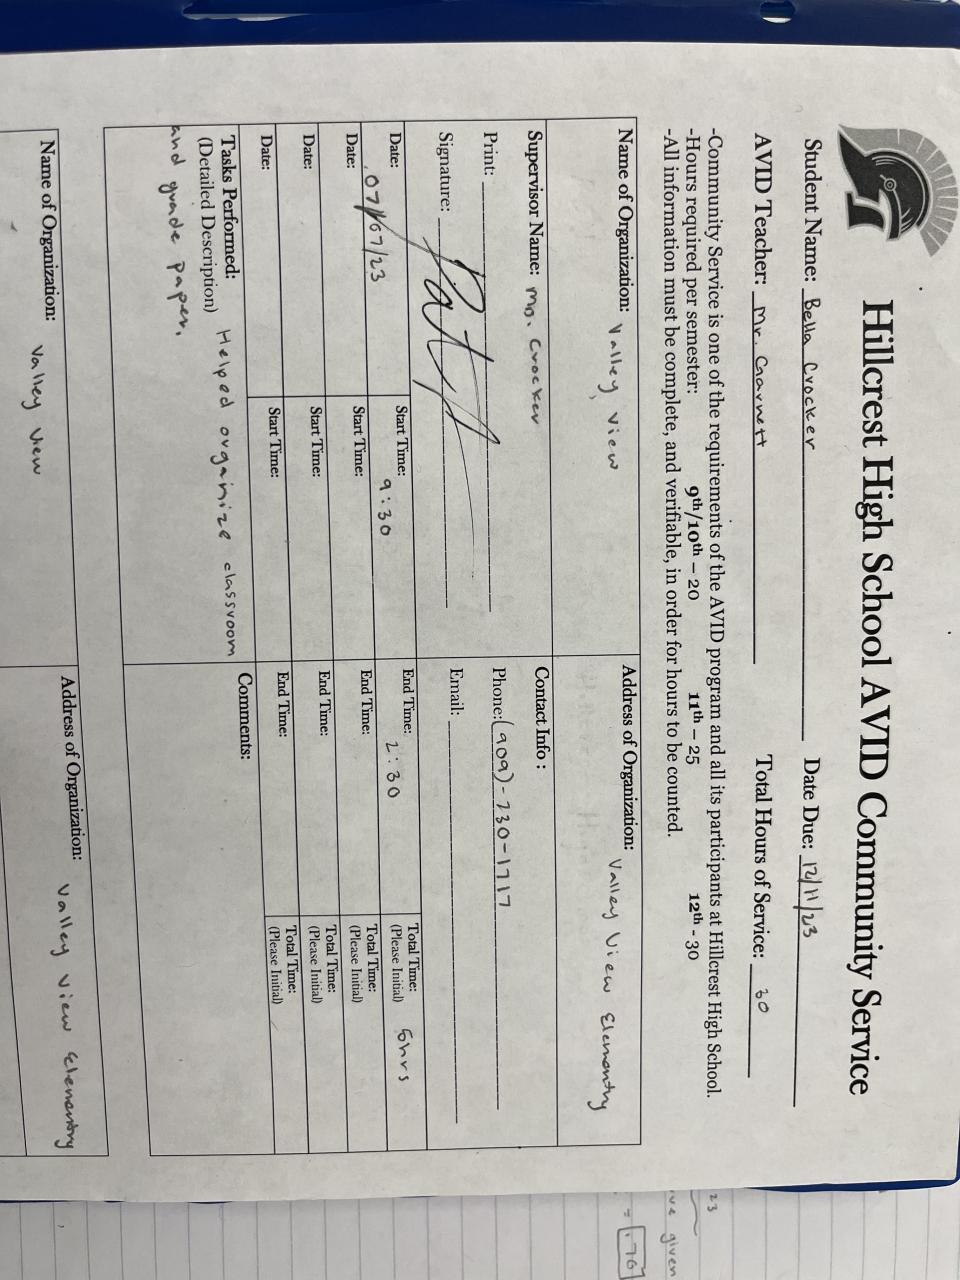 Hillcrest High School AVID Community Service
Student Name: Bella Crocker Date Due: 12/11/23
AVID Teacher: Mr. Garnett Total Hours of Service: 30
-Community Service is one of the requirements of the AVID program and all its participants at Hillcrest High School.
-Hours required per semester: 9th/10th – 20 11th – 25 12th - 30
-All information must be complete, and verifiable, in order for hours to be counted.
Name of Organization: Valley View Address of Organization: Valley View Elemantry
Supervisor Name: Ms. Crocker Contact Info :
Print: Phone: (909)-730-1717
Signature: Email:
Date: 07/07/23 Start Time: 9:30 End Time: 2:30 Total Time: 5hrs
(Please Initial)
Date: Start Time: End Time: Total Time:
(Please Initial)
Date: Start Time: End Time: Total Time:
(Please Initial)
Date: Start Time: End Time: Total Time:
(Please Initial)
Tasks Performed: Comments:
(Detailed Description) Helped organize classroom
and grade paper.
Name of Organization: Valley View Address of Organization: Valley View Elemantry
23
given